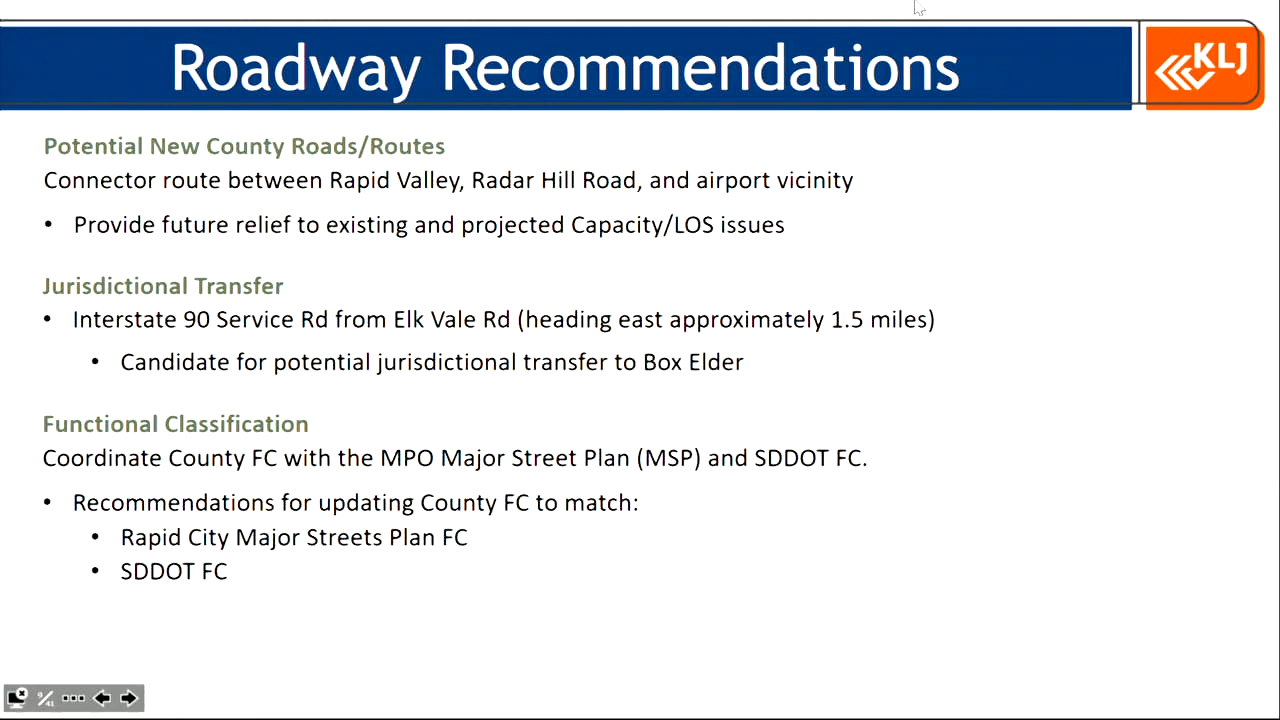 Roadway Recommendations
KLJ
Potential New County Roads/Routes
Connector route between Rapid Valley, Radar Hill Road, and airport vicinity
• Provide future relief to existing and projected Capacity/LOS issues
Jurisdictional Transfer
• Interstate 90 Service Rd from Elk Vale Rd (heading east approximately 1.5 miles)
• Candidate for potential jurisdictional transfer to Box Elder
Functional Classification
Coordinate County FC with the MPO Major Street Plan (MSP) and SDDOT FC.
• Recommendations for updating County FC to match:
• Rapid City Major Streets Plan FC
• SDDOT FC
9/41